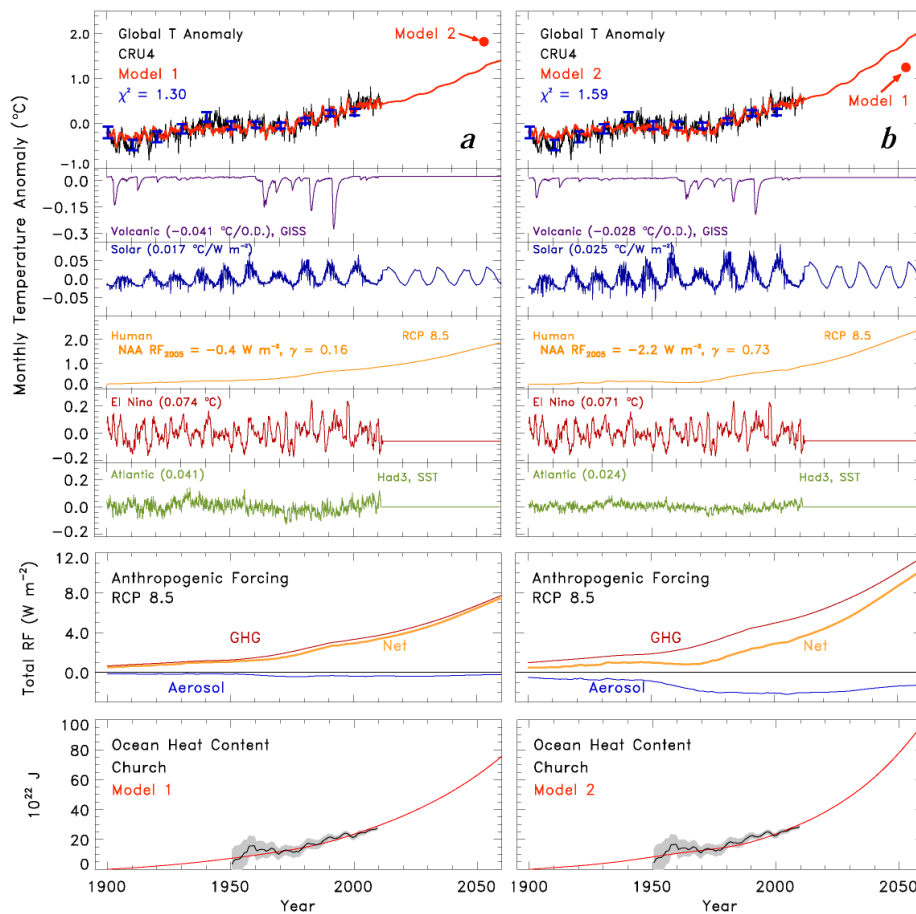 Monthly Temperature Anomaly (°C)
2.0
1.0
0.0
−1.0
Global T Anomaly
CRU4
Model 1
χ² = 1.30
Model 2
a
Global T Anomaly
CRU4
Model 2
χ² = 1.59
Model 1
b
0.0
−0.15
−0.3
Volcanic (−0.041 °C/O.D.), GISS
Volcanic (−0.028 °C/O.D.), GISS
0.05
−0.05
Solar (0.017 °C/W m⁻²)
Solar (0.025 °C/W m⁻²)
2.0
1.0
0.0
Human
RCP 8.5
NAA RF₂₀₀₅ = −0.4 W m⁻², γ = 0.16
Human
RCP 8.5
NAA RF₂₀₀₅ = −2.2 W m⁻², γ = 0.73
0.2
0.0
−0.2
El Nino (0.074 °C)
El Nino (0.071 °C)
0.2
0.0
−0.2
Atlantic (0.041)
Had3, SST
Atlantic (0.024)
Had3, SST
Total RF (W m⁻²)
12.0
8.0
4.0
0.0
Anthropogenic Forcing
RCP 8.5
GHG
Net
Aerosol
Anthropogenic Forcing
RCP 8.5
GHG
Net
Aerosol
10²² J
100
80
60
40
20
0
Ocean Heat Content
Church
Model 1
Ocean Heat Content
Church
Model 2
1900
1950
2000
2050
Year
1900
1950
2000
2050
Year